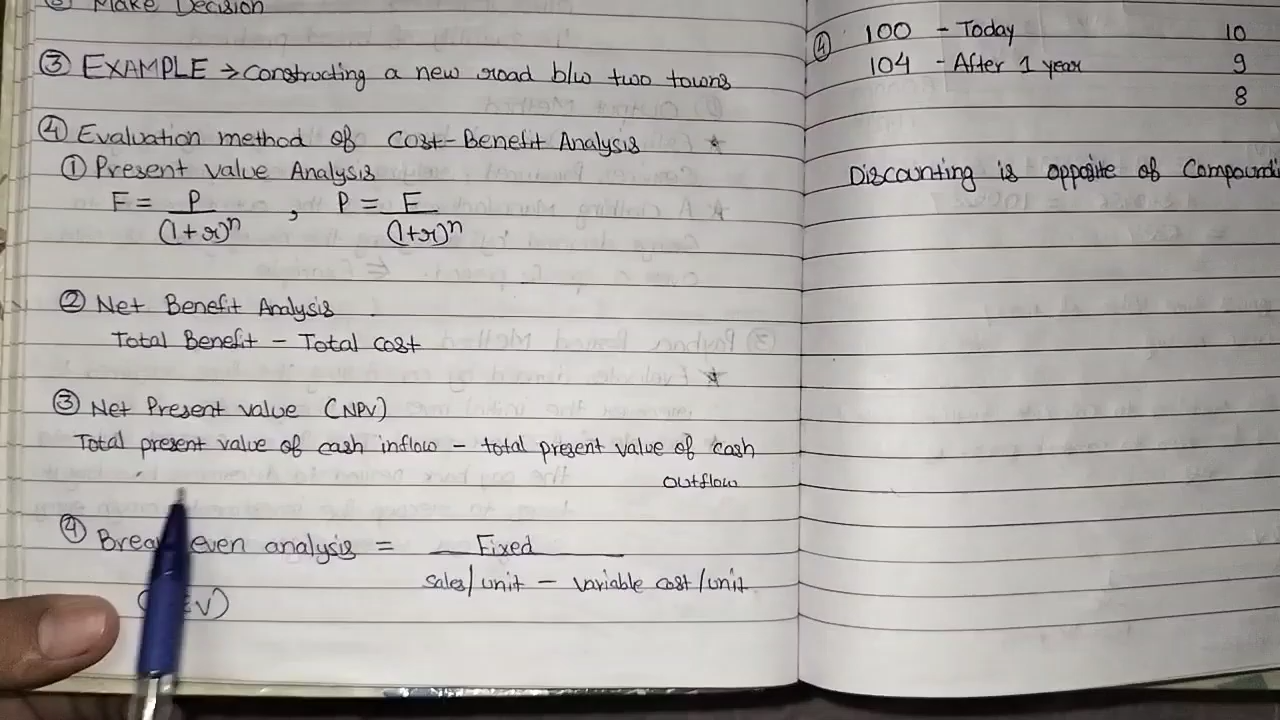 ② Make Decision
③ EXAMPLE → Constructing a new road b/w two towns
④ Evaluation method of Cost-Benefit Analysis
① Present value Analysis
F = P/(1+r)^n , P = F/(1+r)^n
② Net Benefit Analysis
Total Benefit - Total cost
③ Net Present value (NPV)
Total present value of cash inflow - total present value of cash
outflow
④ Break even analysis = Fixed
sales/unit - variable cost/unit
④ 100 - Today 10
104 - After 1 year 9
8
Discounting is opposite of Compoundi